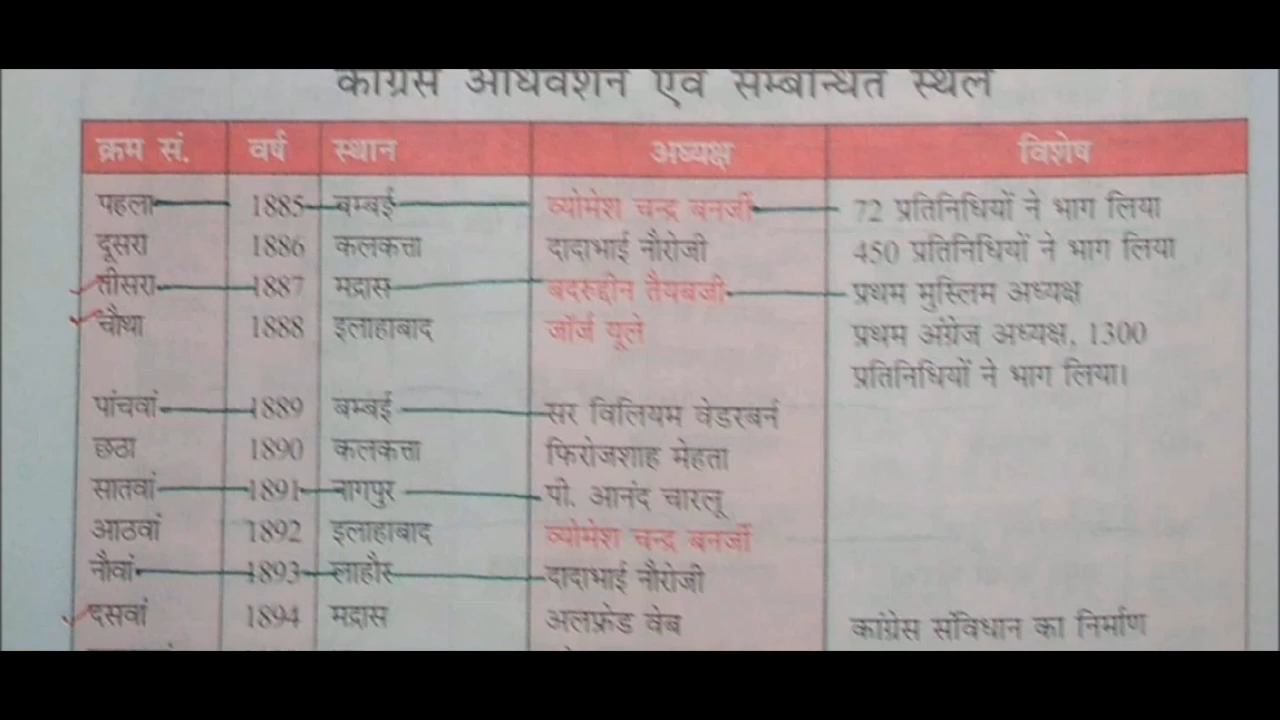 कांग्रेस अधिवेशन एवं सम्बन्धित स्थल
क्रम सं. वर्ष स्थान अध्यक्ष विशेष
पहला 1885 बम्बई व्योमेश चन्द्र बनर्जी 72 प्रतिनिधियों ने भाग लिया
दूसरा 1886 कलकत्ता दादाभाई नौरोजी 450 प्रतिनिधियों ने भाग लिया
तीसरा 1887 मद्रास बदरुद्दीन तैयबजी प्रथम मुस्लिम अध्यक्ष
चौथा 1888 इलाहाबाद जॉर्ज यूले प्रथम अंग्रेज अध्यक्ष, 1300
प्रतिनिधियों ने भाग लिया।
पांचवां 1889 बम्बई सर विलियम वेडरबर्न
छठा 1890 कलकत्ता फिरोजशाह मेहता
सातवां 1891 नागपुर पी. आनंद चारलू
आठवां 1892 इलाहाबाद व्योमेश चन्द्र बनर्जी
नौवां 1893 लाहौर दादाभाई नौरोजी
दसवां 1894 मद्रास अलफ्रेड वेब कांग्रेस संविधान का निर्माण